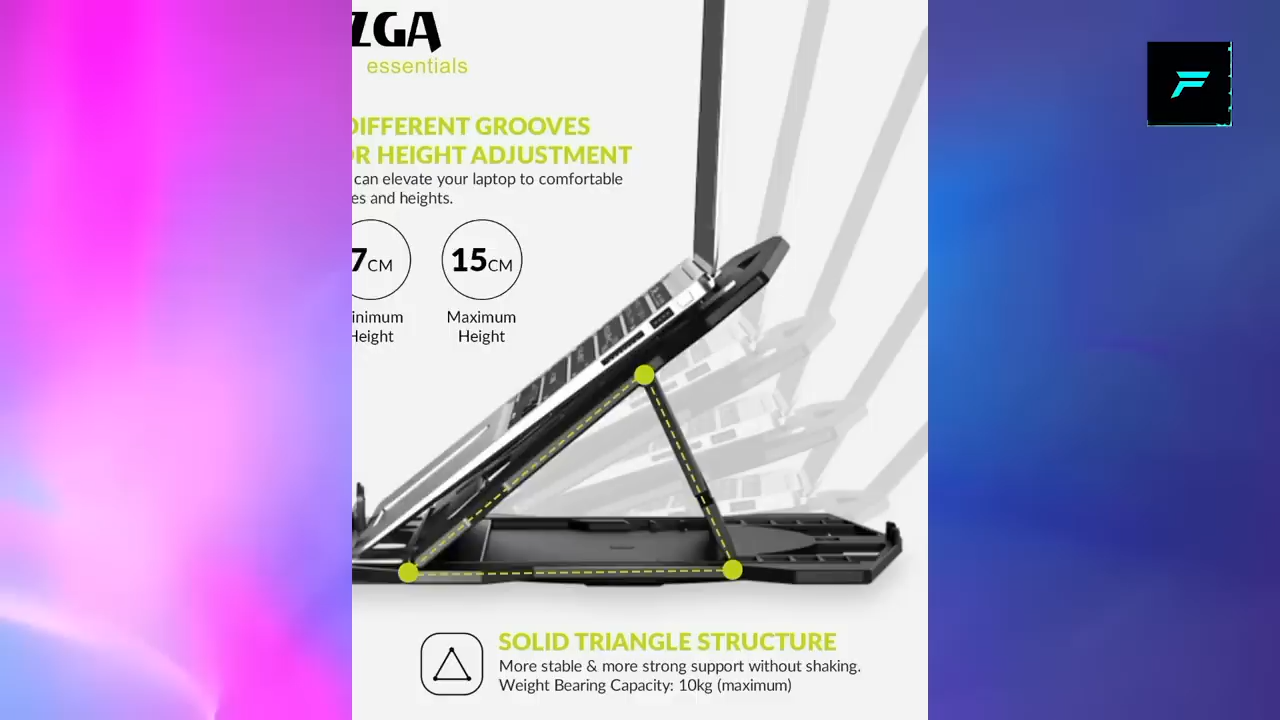 ZGA
essentials
DIFFERENT GROOVES
OR HEIGHT ADJUSTMENT
can elevate your laptop to comfortable
es and heights.
7CM
15CM
inimum
Height
Maximum
Height
SOLID TRIANGLE STRUCTURE
More stable & more strong support without shaking.
Weight Bearing Capacity: 10kg (maximum)